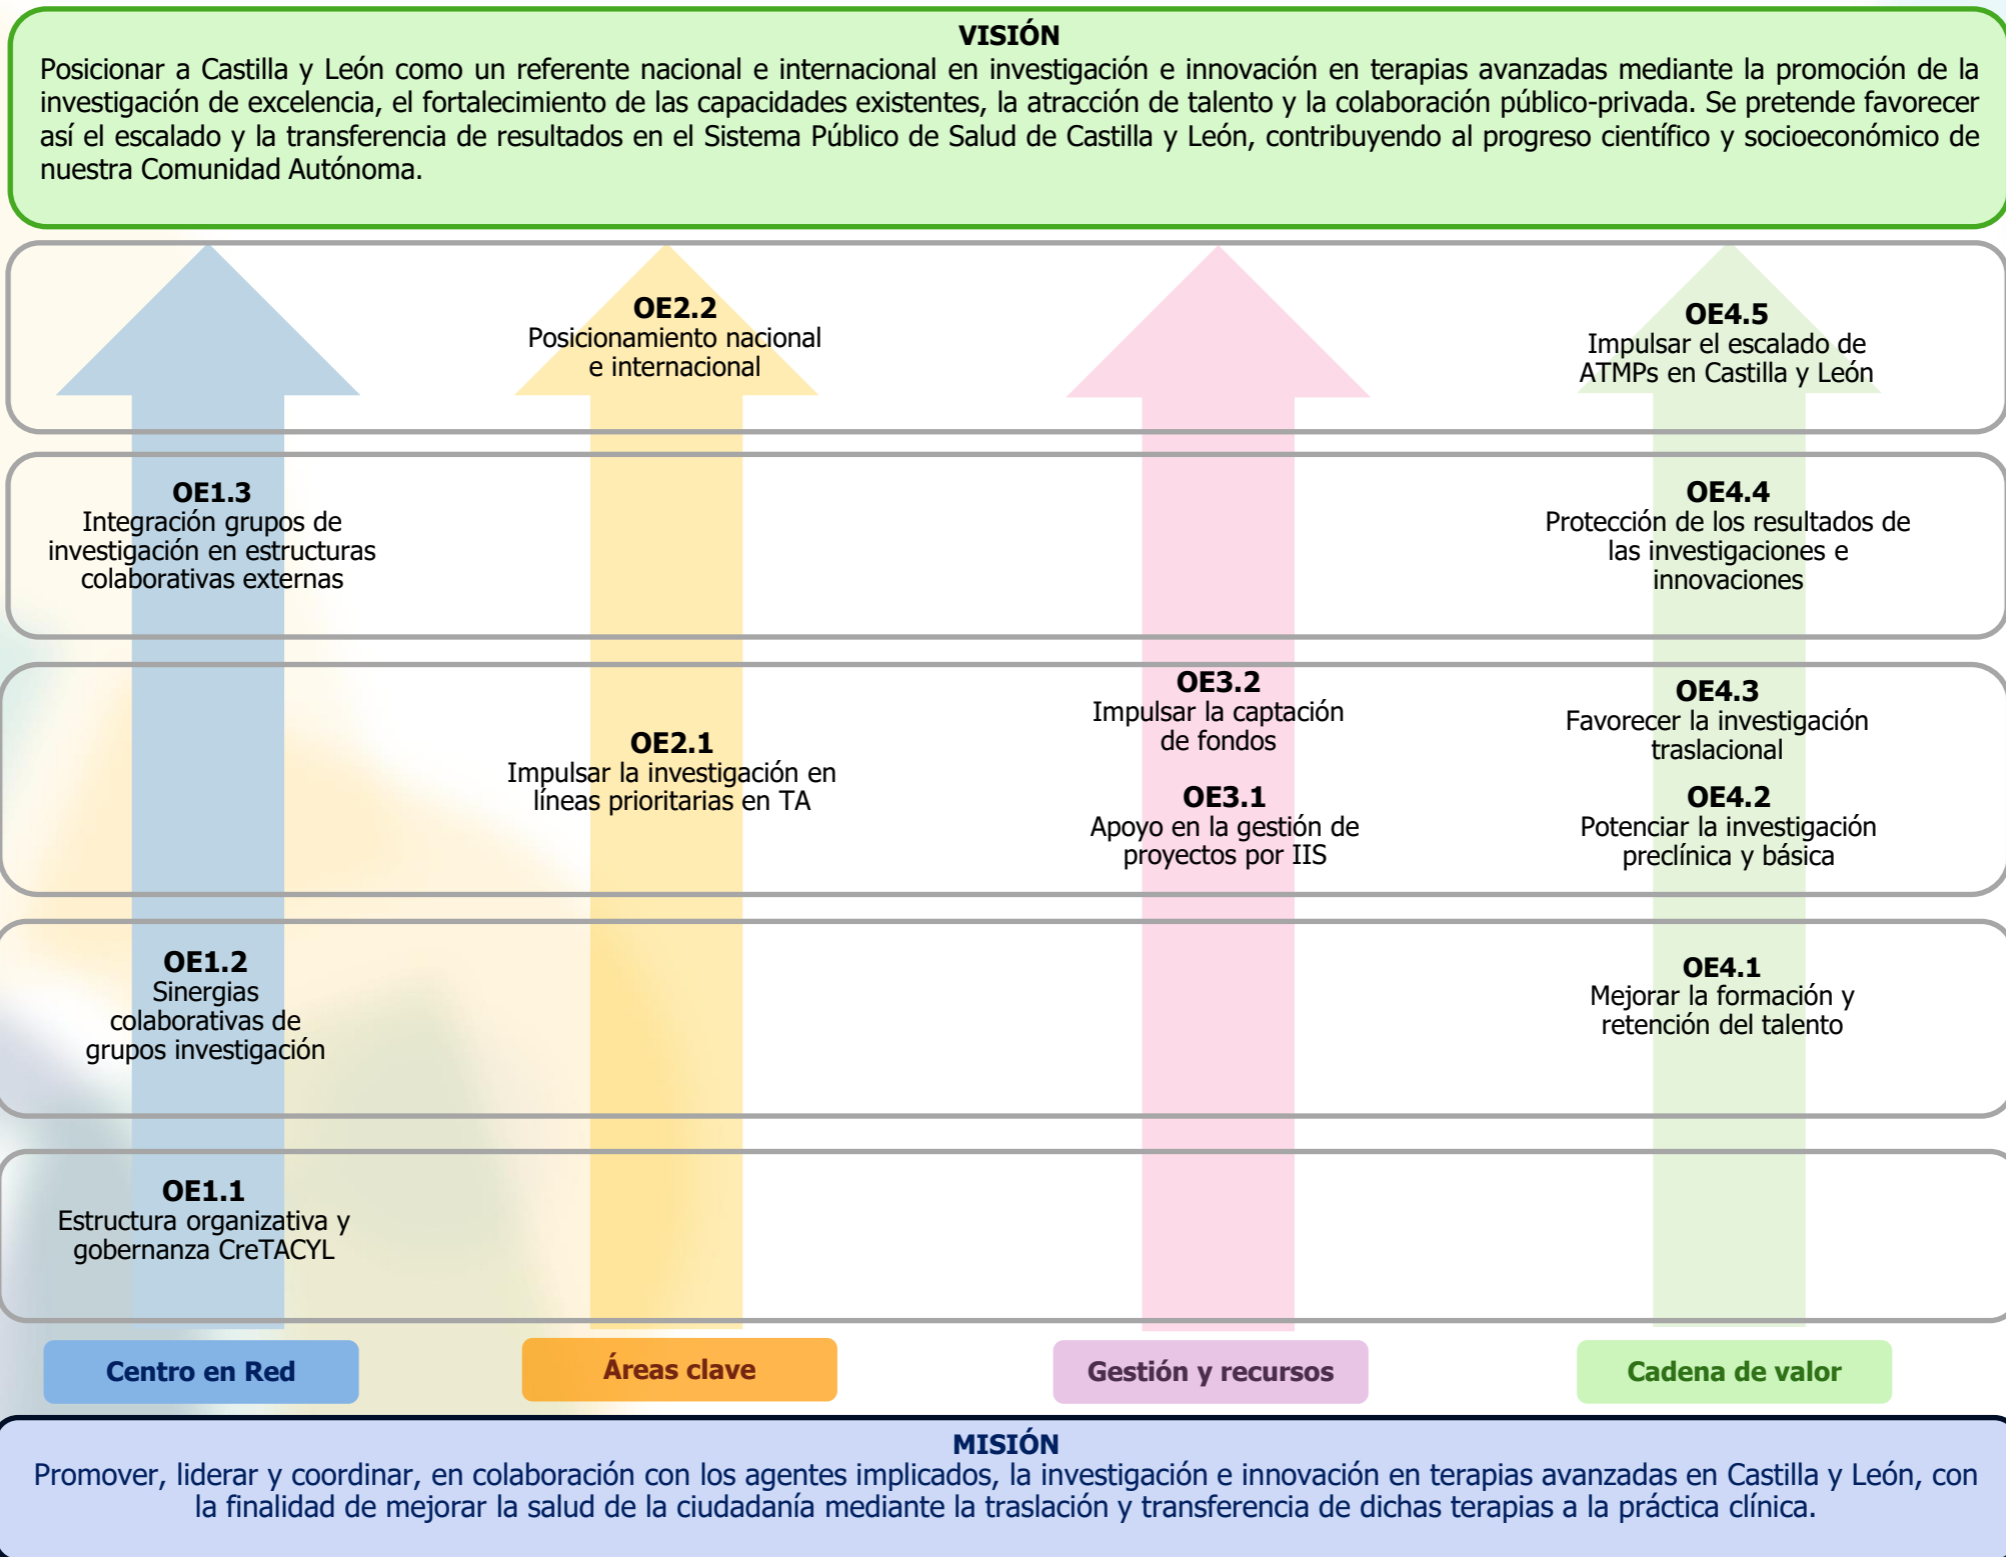 VISIÓN
Posicionar a Castilla y León como un referente nacional e internacional en investigación e innovación en terapias avanzadas mediante la promoción de la
investigación de excelencia, el fortalecimiento de las capacidades existentes, la atracción de talento y la colaboración público-privada. Se pretende favorecer
así el escalado y la transferencia de resultados en el Sistema Público de Salud de Castilla y León, contribuyendo al progreso científico y socioeconómico de
nuestra Comunidad Autónoma.
OE2.2
Posicionamiento nacional
e internacional
OE4.5
Impulsar el escalado de
ATMPs en Castilla y León
OE1.3
Integración grupos de
investigación en estructuras
colaborativas externas
OE4.4
Protección de los resultados de
las investigaciones e
innovaciones
OE2.1
Impulsar la investigación en
líneas prioritarias en TA
OE3.2
Impulsar la captación
de fondos
OE3.1
Apoyo en la gestión de
proyectos por IIS
OE4.3
Favorecer la investigación
traslacional
OE4.2
Potenciar la investigación
preclínica y básica
OE1.2
Sinergias
colaborativas de
grupos investigación
OE4.1
Mejorar la formación y
retención del talento
OE1.1
Estructura organizativa y
gobernanza CreTACYL
Centro en Red
Áreas clave
Gestión y recursos
Cadena de valor
MISIÓN
Promover, liderar y coordinar, en colaboración con los agentes implicados, la investigación e innovación en terapias avanzadas en Castilla y León, con
la finalidad de mejorar la salud de la ciudadanía mediante la traslación y transferencia de dichas terapias a la práctica clínica.